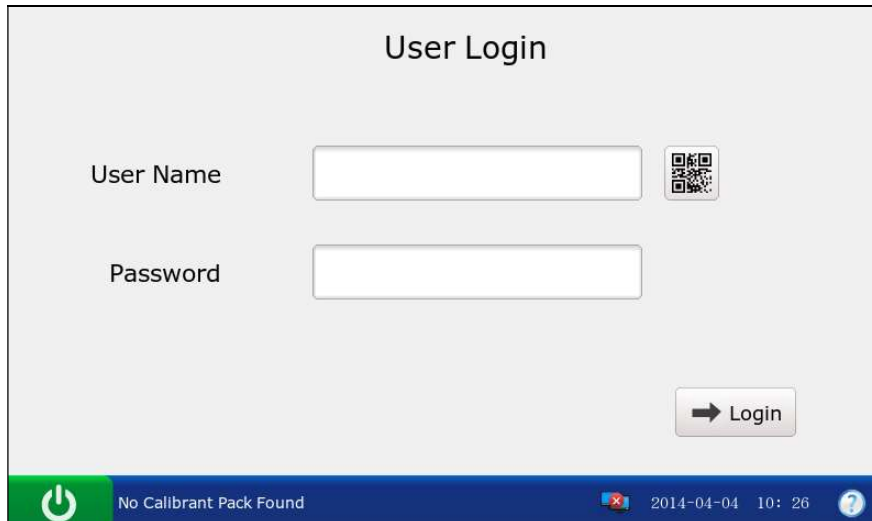 User Login
User Name
Password
Login
No Calibrant Pack Found 2014-04-04 10: 26 ?